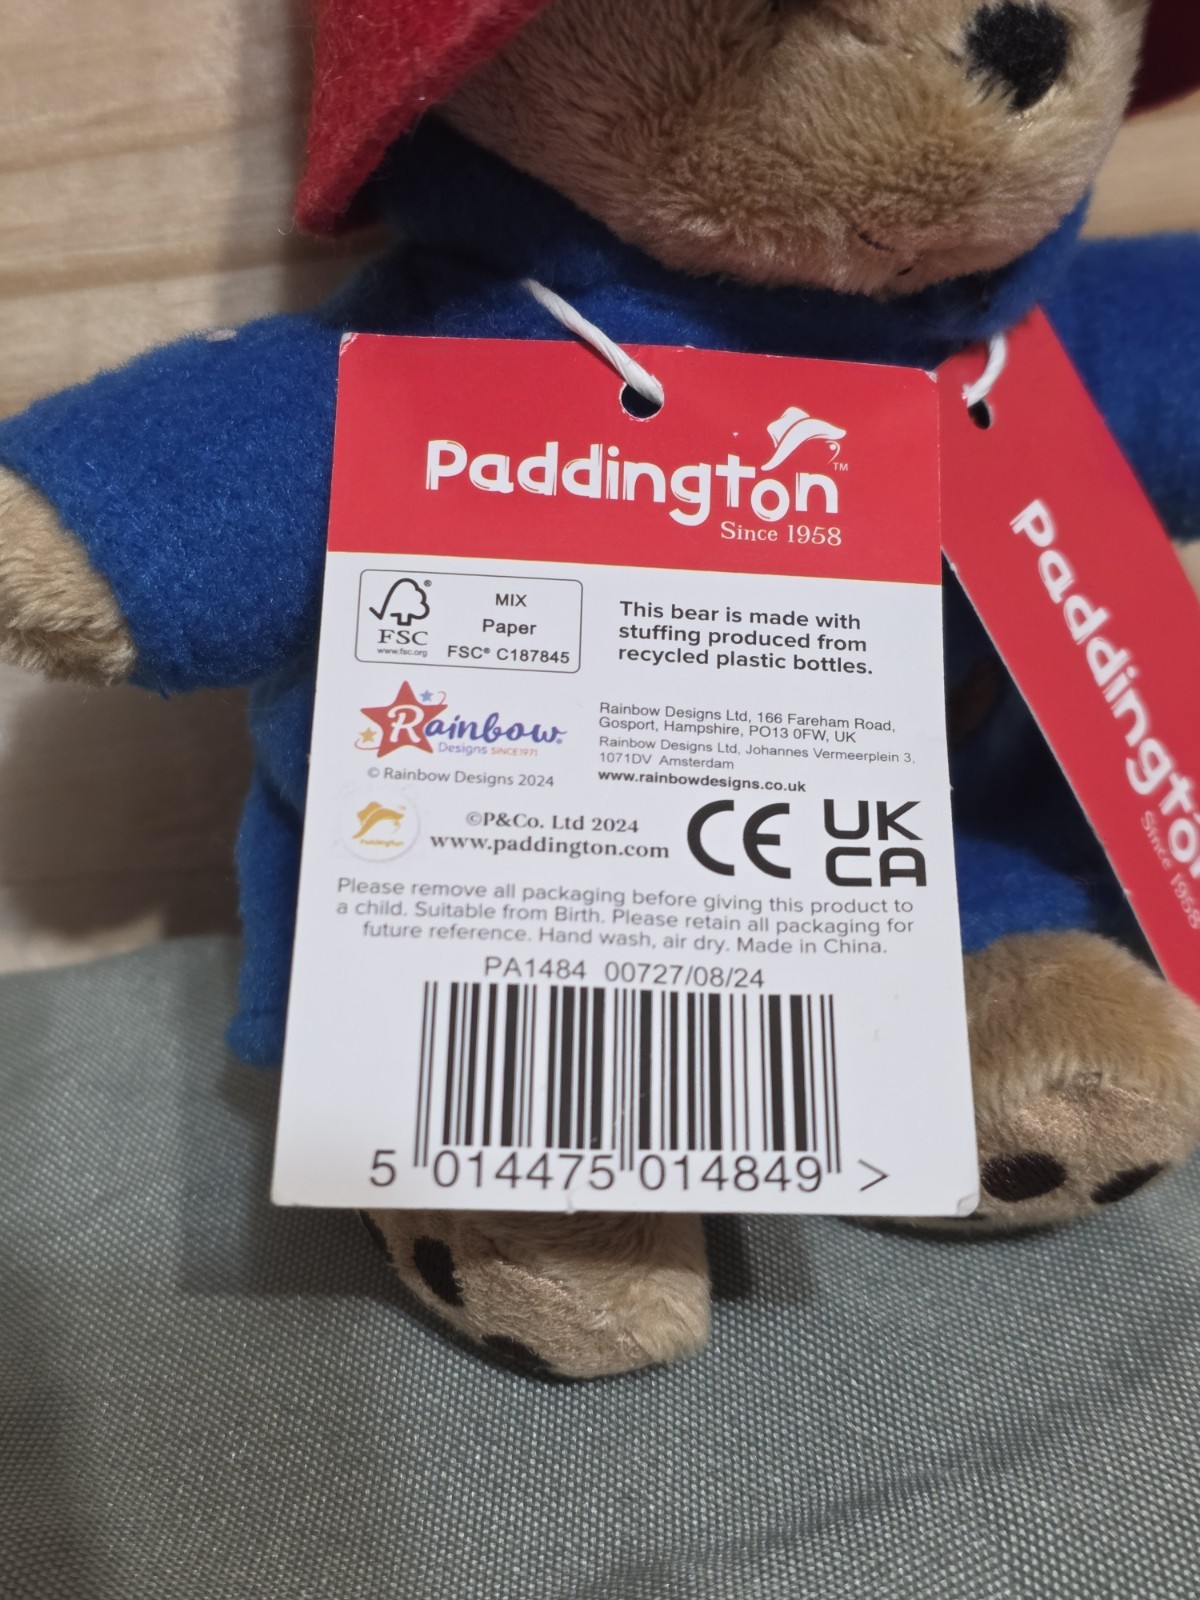 Paddington™
Since 1958
FSC®
www.fsc.org
MIX
Paper
FSC® C187845
This bear is made with
stuffing produced from
recycled plastic bottles.
Rainbow®
Designs SINCE 1971
© Rainbow Designs 2024
Rainbow Designs Ltd, 166 Fareham Road,
Gosport, Hampshire, PO13 0FW, UK
Rainbow Designs Ltd, Johannes Vermeerplein 3,
1071DV Amsterdam
www.rainbowdesigns.co.uk
Paddington
©P&Co. Ltd 2024
www.paddington.com
CE
UK
CA
Please remove all packaging before giving this product to
a child. Suitable from Birth. Please retain all packaging for
future reference. Hand wash, air dry. Made in China.
PA1484 00727/08/24
5 014475 014849 >
Paddington
Since 1958